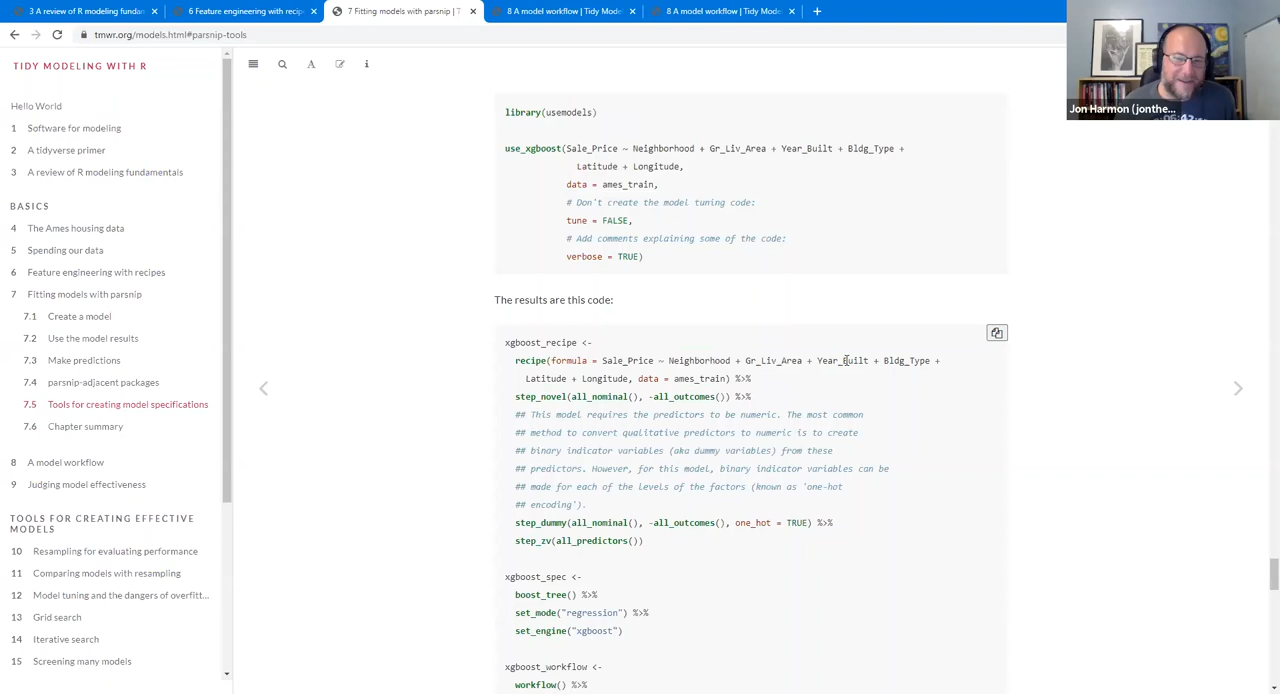 3 A review of R modeling fundam
6 Feature engineering with recipe
7 Fitting models with parsnip | T
8 A model workflow | Tidy Model
8 A model workflow | Tidy Mode
tmwr.org/models.html#parsnip-tools
TIDY MODELING WITH R
Hello World
1 Software for modeling
2 A tidyverse primer
3 A review of R modeling fundamentals
BASICS
4 The Ames housing data
5 Spending our data
6 Feature engineering with recipes
7 Fitting models with parsnip
7.1 Create a model
7.2 Use the model results
7.3 Make predictions
7.4 parsnip-adjacent packages
7.5 Tools for creating model specifications
7.6 Chapter summary
8 A model workflow
9 Judging model effectiveness
TOOLS FOR CREATING EFFECTIVE
MODELS
10 Resampling for evaluating performance
11 Comparing models with resampling
12 Model tuning and the dangers of overfitt...
13 Grid search
14 Iterative search
15 Screening many models
library(usemodels)
use_xgboost(Sale_Price ~ Neighborhood + Gr_Liv_Area + Year_Built + Bldg_Type +
Latitude + Longitude,
data = ames_train,
# Don't create the model tuning code:
tune = FALSE,
# Add comments explaining some of the code:
verbose = TRUE)
The results are this code:
xgboost_recipe <-
recipe(formula = Sale_Price ~ Neighborhood + Gr_Liv_Area + Year_Built + Bldg_Type +
Latitude + Longitude, data = ames_train) %>%
step_novel(all_nominal(), -all_outcomes()) %>%
## This model requires the predictors to be numeric. The most common
## method to convert qualitative predictors to numeric is to create
## binary indicator variables (aka dummy variables) from these
## predictors. However, for this model, binary indicator variables can be
## made for each of the levels of the factors (known as 'one-hot
## encoding').
step_dummy(all_nominal(), -all_outcomes(), one_hot = TRUE) %>%
step_zv(all_predictors())
xgboost_spec <-
boost_tree() %>%
set_mode("regression") %>%
set_engine("xgboost")
xgboost_workflow <-
workflow() %>%
Jon Harmon (jonthe...